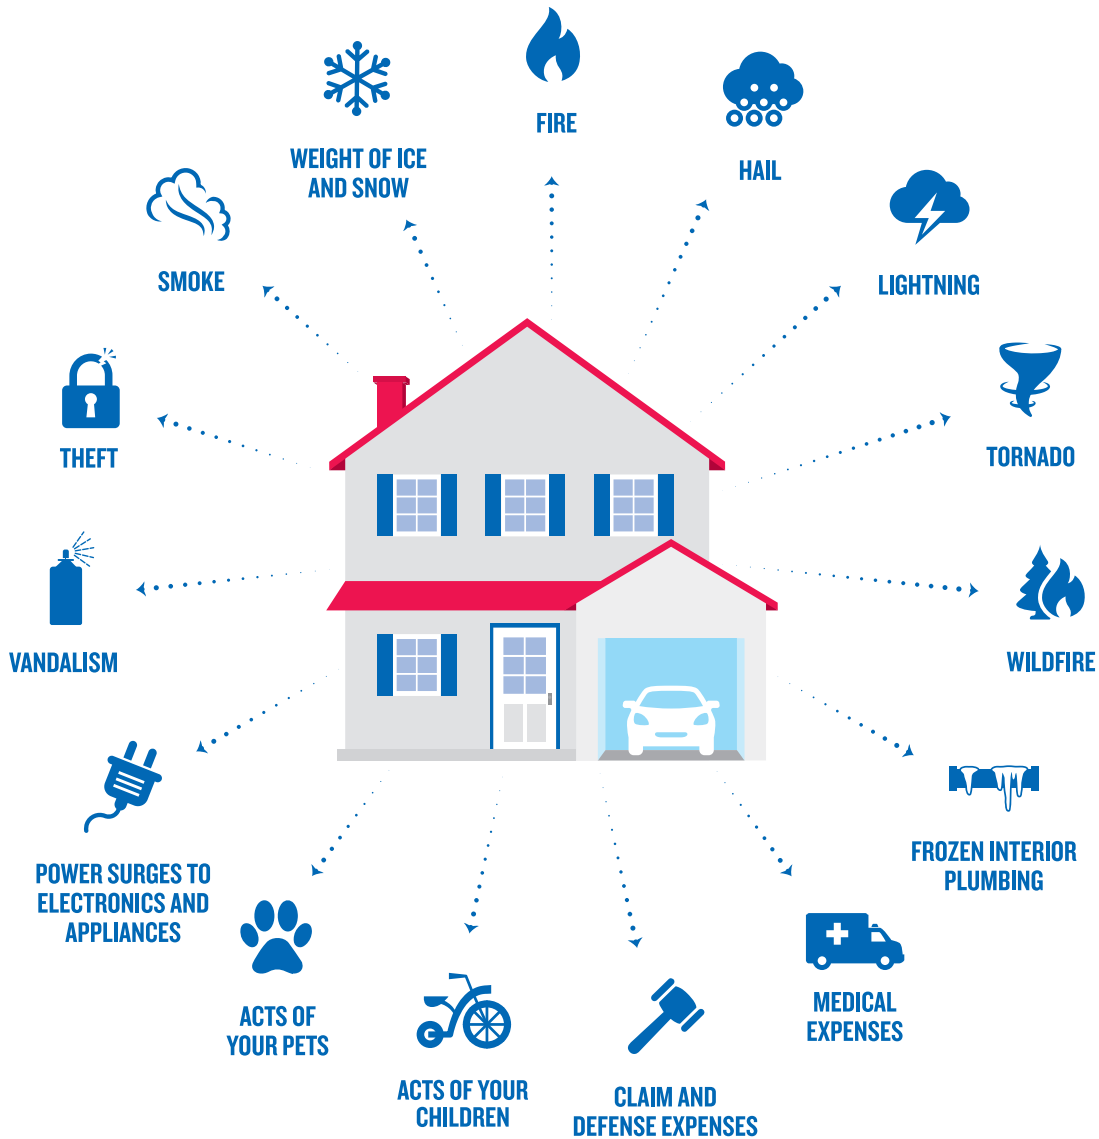 FIRE
HAIL
WEIGHT OF ICE
AND SNOW
SMOKE
LIGHTNING
THEFT
TORNADO
VANDALISM
WILDFIRE
POWER SURGES TO
ELECTRONICS AND
APPLIANCES
FROZEN INTERIOR
PLUMBING
ACTS OF
YOUR PETS
MEDICAL
EXPENSES
ACTS OF YOUR
CHILDREN
CLAIM AND
DEFENSE EXPENSES